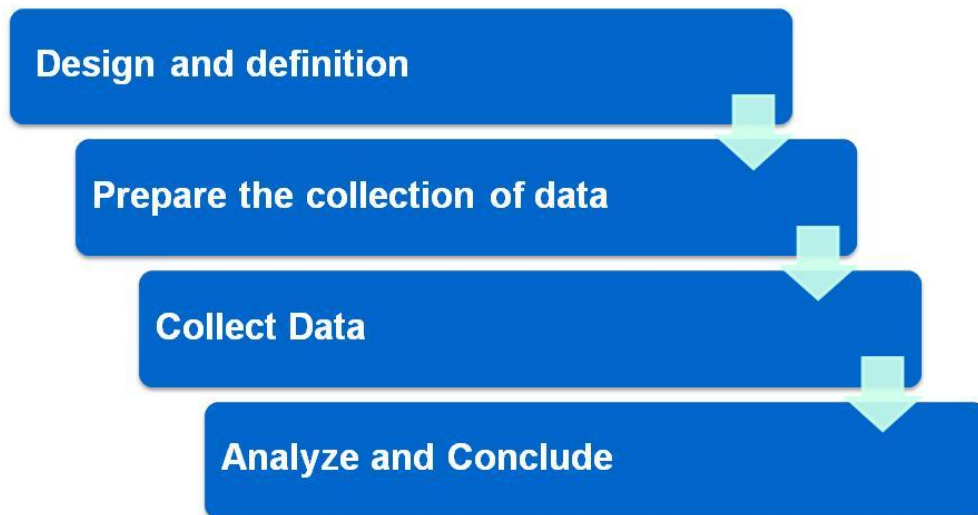 Design and definition
Prepare the collection of data
Collect Data
Analyze and Conclude